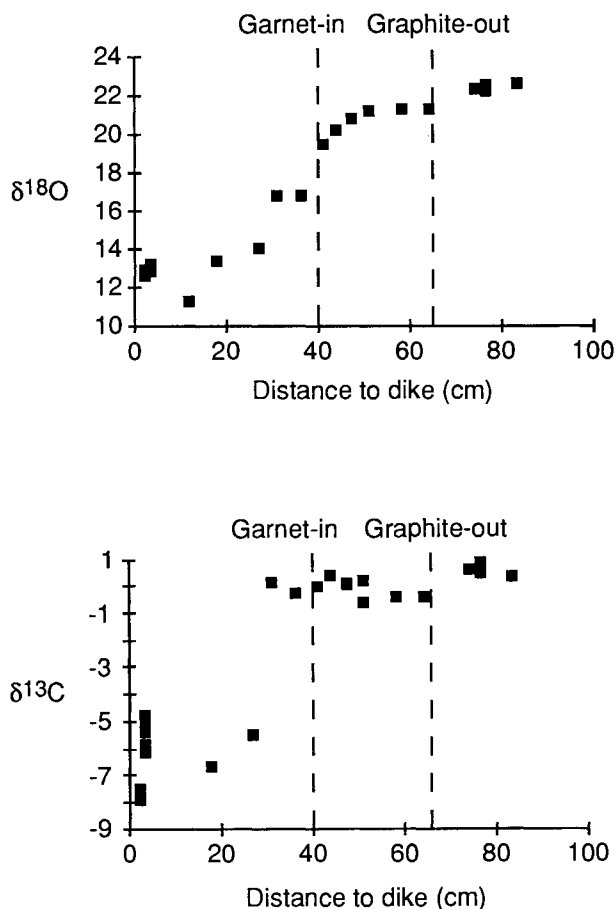 Garnet-in Graphite-out
24
22
20
18
16
14
12
10
δ18O
0 20 40 60 80 100
Distance to dike (cm)
Garnet-in Graphite-out
1
-1
-3
-5
-7
-9
δ13C
0 20 40 60 80 100
Distance to dike (cm)